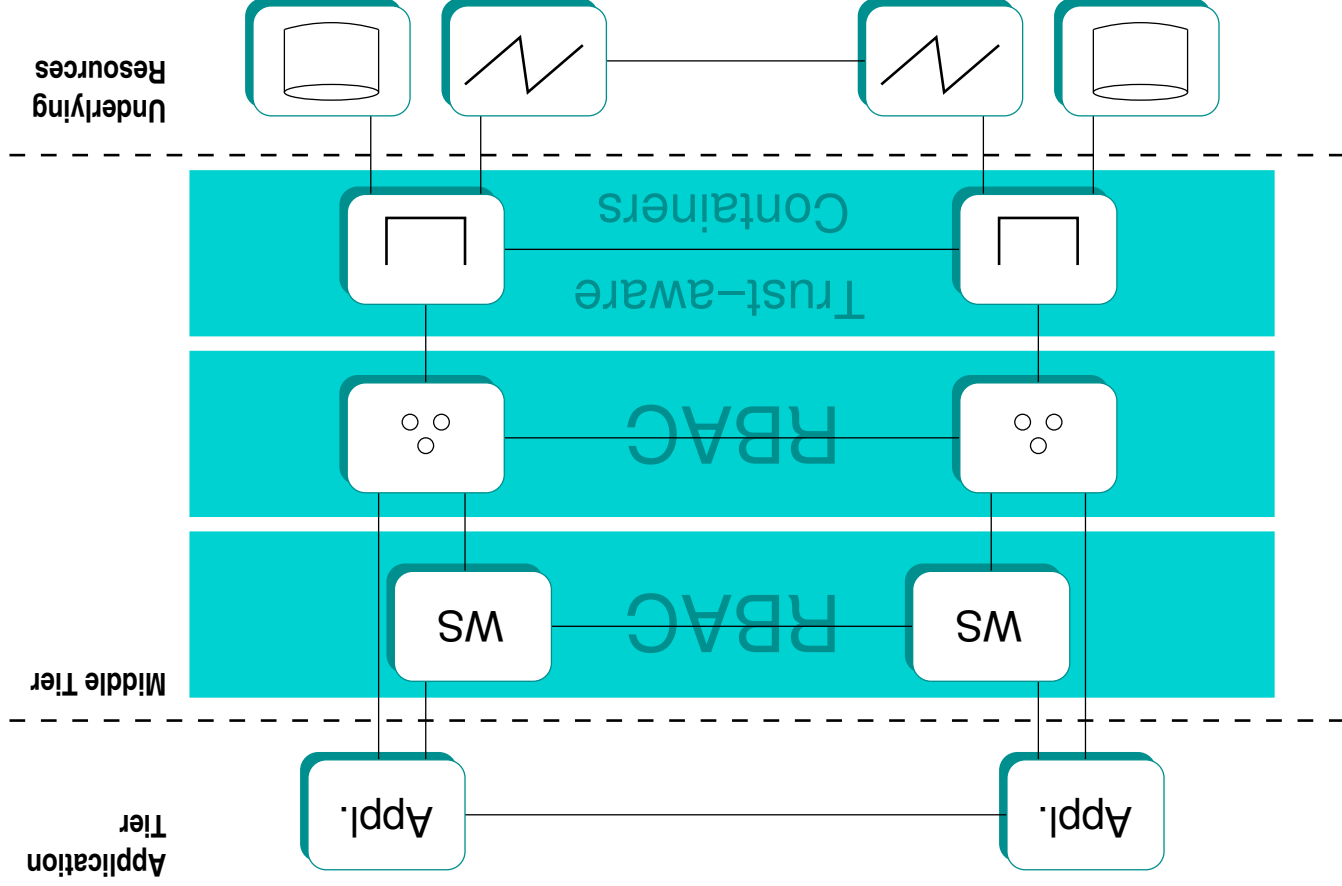 Application
Tier
Appl.
Appl.
Middle Tier
WS
RBAC
WS
RBAC
Trust–aware
Containers
Underlying
Resources